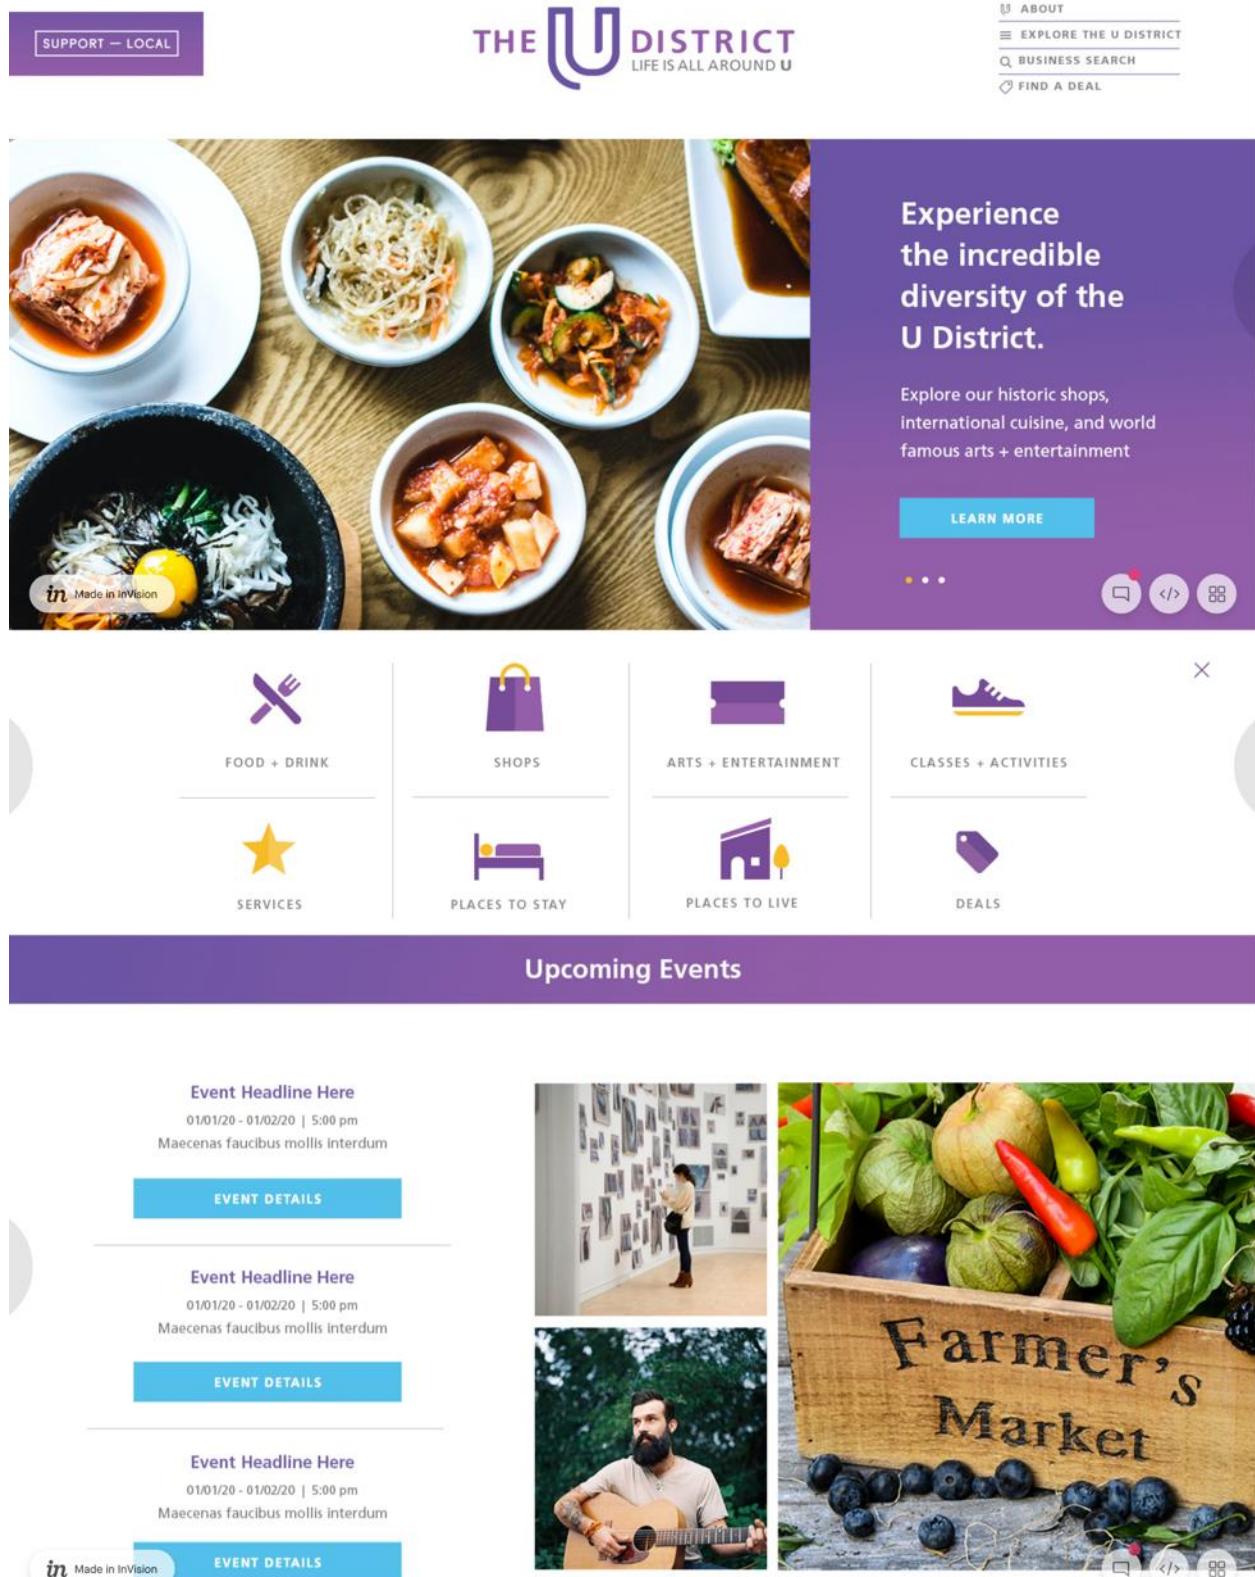 SUPPORT — LOCAL
THE U DISTRICT
LIFE IS ALL AROUND U
ABOUT
EXPLORE THE U DISTRICT
BUSINESS SEARCH
FIND A DEAL
Experience
the incredible
diversity of the
U District.
Explore our historic shops,
international cuisine, and world
famous arts + entertainment
LEARN MORE
in Made in InVision
</>
FOOD + DRINK
SHOPS
ARTS + ENTERTAINMENT
CLASSES + ACTIVITIES
SERVICES
PLACES TO STAY
PLACES TO LIVE
DEALS
Upcoming Events
Event Headline Here
01/01/20 - 01/02/20 | 5:00 pm
Maecenas faucibus mollis interdum
EVENT DETAILS
Event Headline Here
01/01/20 - 01/02/20 | 5:00 pm
Maecenas faucibus mollis interdum
EVENT DETAILS
Event Headline Here
01/01/20 - 01/02/20 | 5:00 pm
Maecenas faucibus mollis interdum
EVENT DETAILS
Farmer's
Market
in Made in InVision
</>